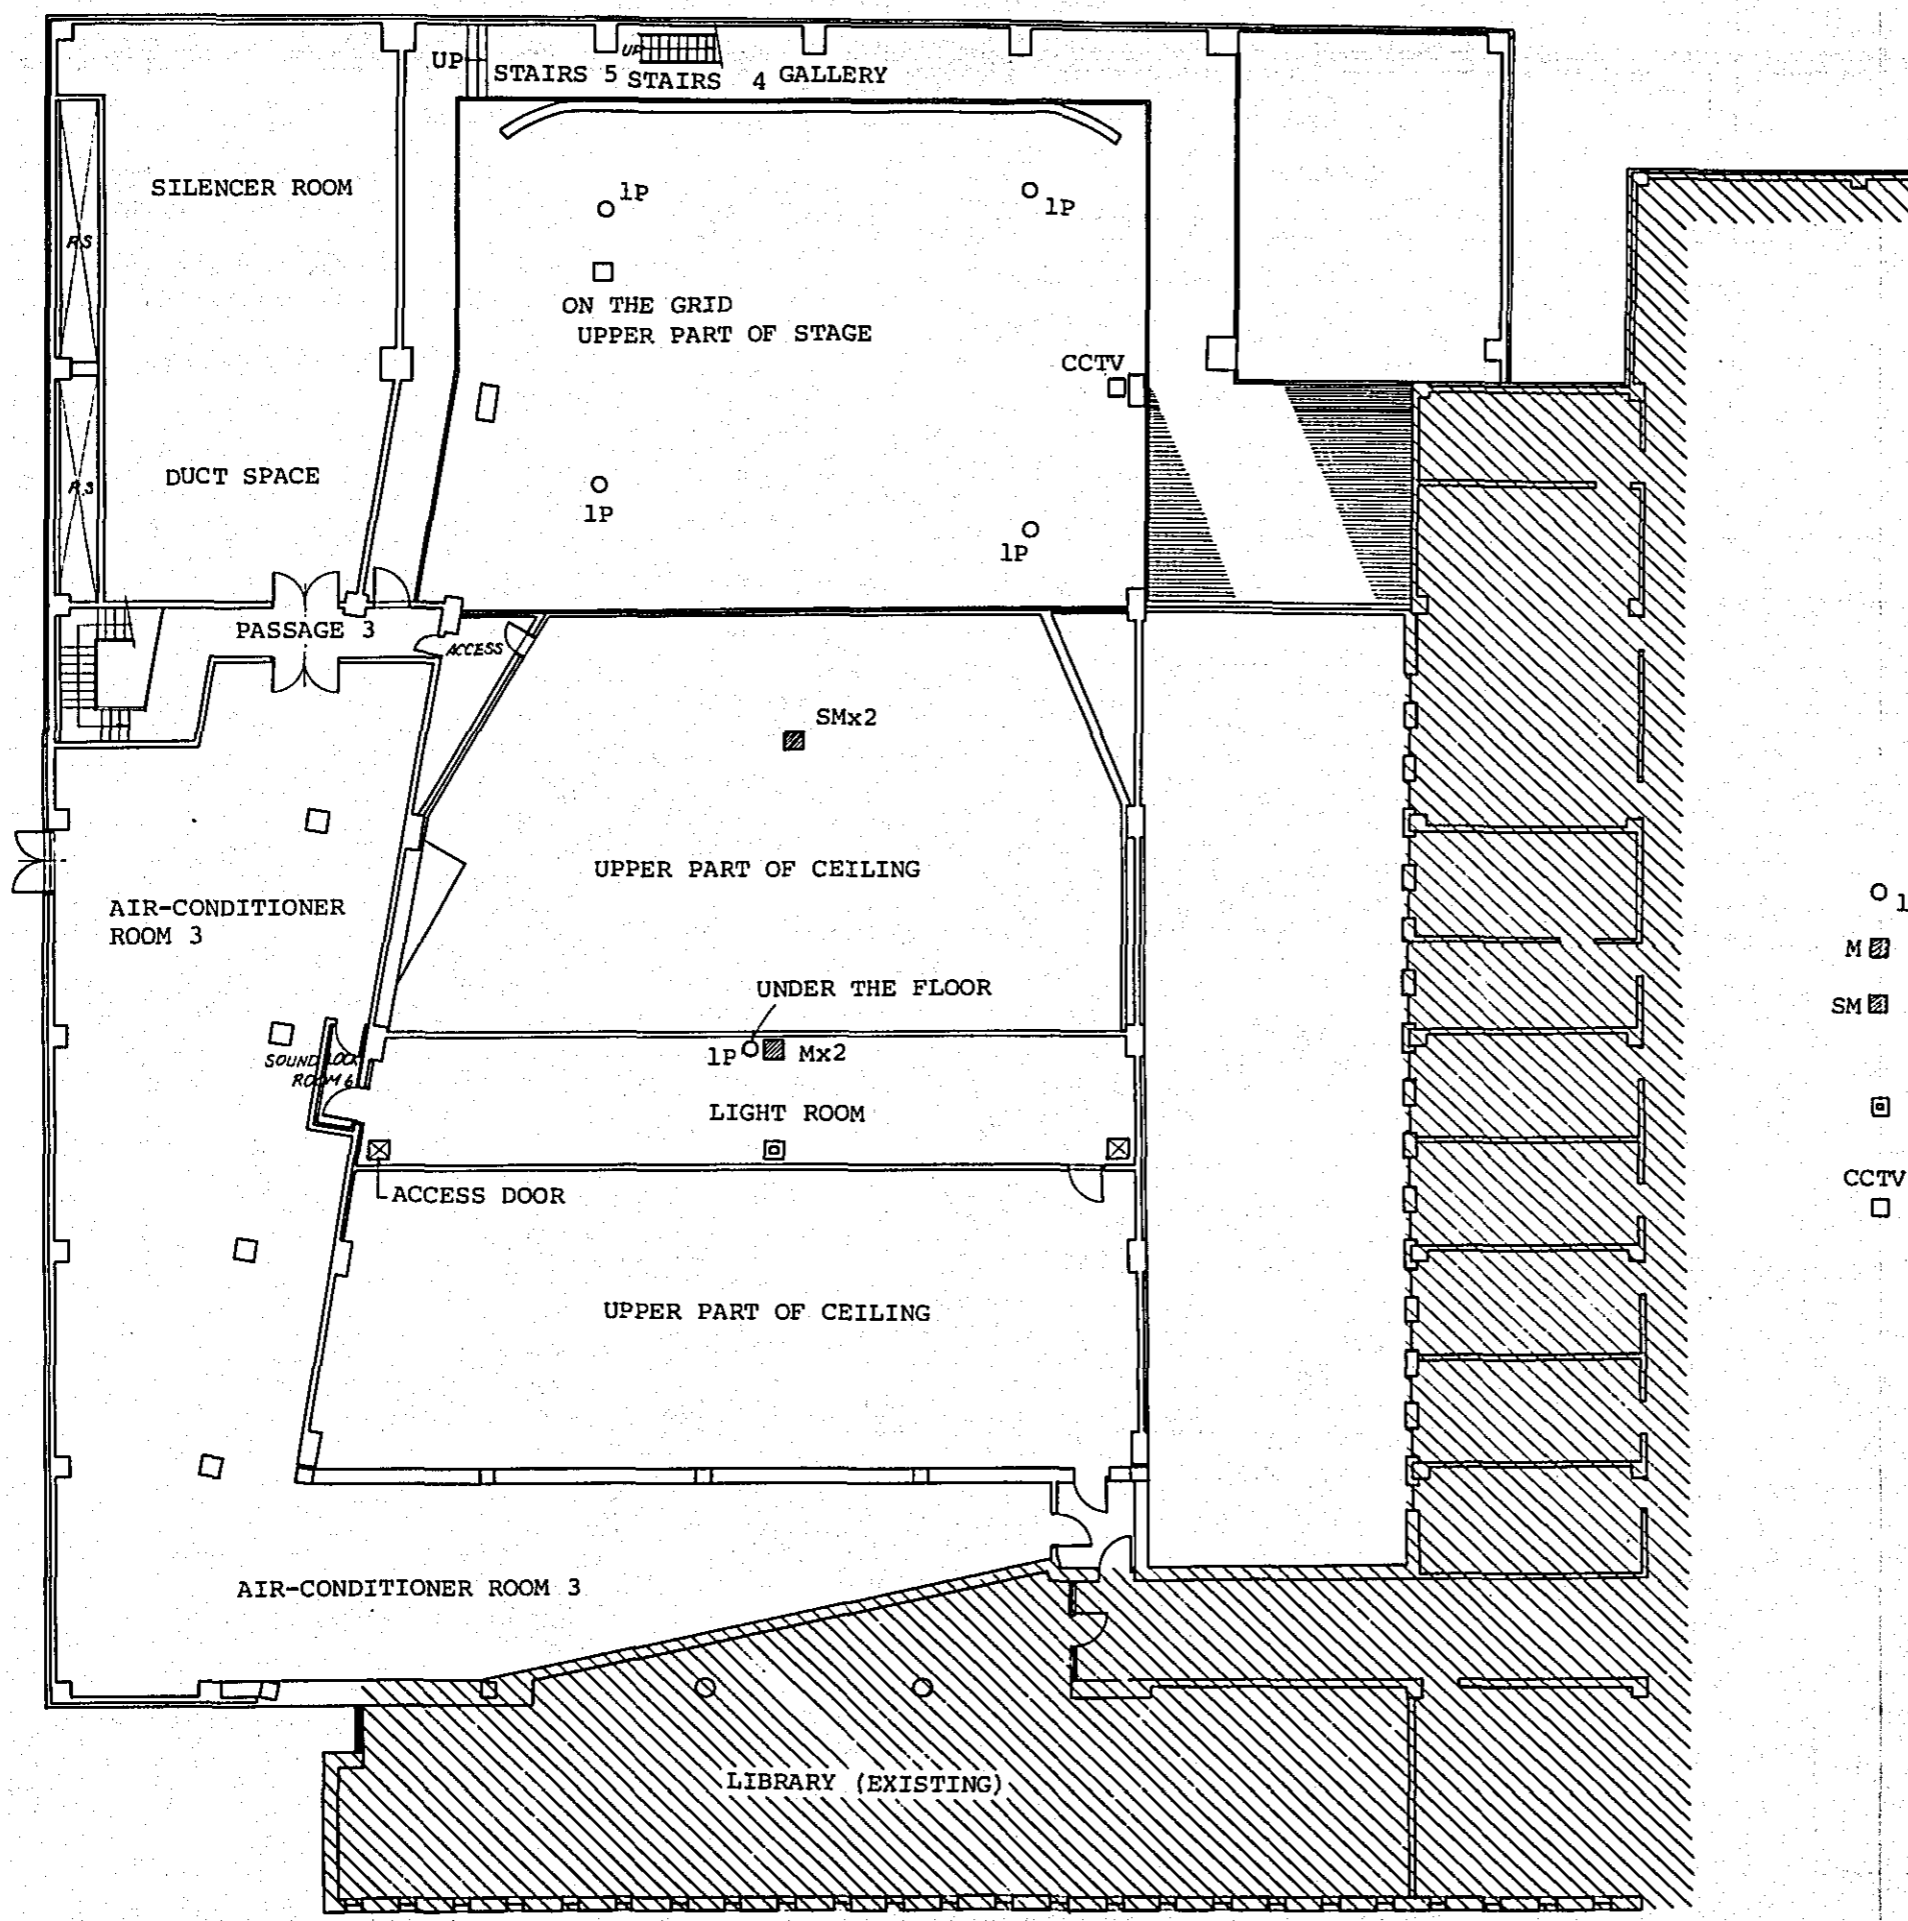 UP
UP
STAIRS 5
STAIRS 4
GALLERY
SILENCER ROOM
1P
1P
RS
ON THE GRID
UPPER PART OF STAGE
CCTV
DUCT SPACE
RS
1P
1P
PASSAGE 3
ACCESS
SMx2
UPPER PART OF CEILING
AIR-CONDITIONER
ROOM 3
1
M
UNDER THE FLOOR
SM
SOUND LOCK
ROOM 6
1P
Mx2
LIGHT ROOM
ACCESS DOOR
CCTV
UPPER PART OF CEILING
AIR-CONDITIONER ROOM 3
LIBRARY (EXISTING)